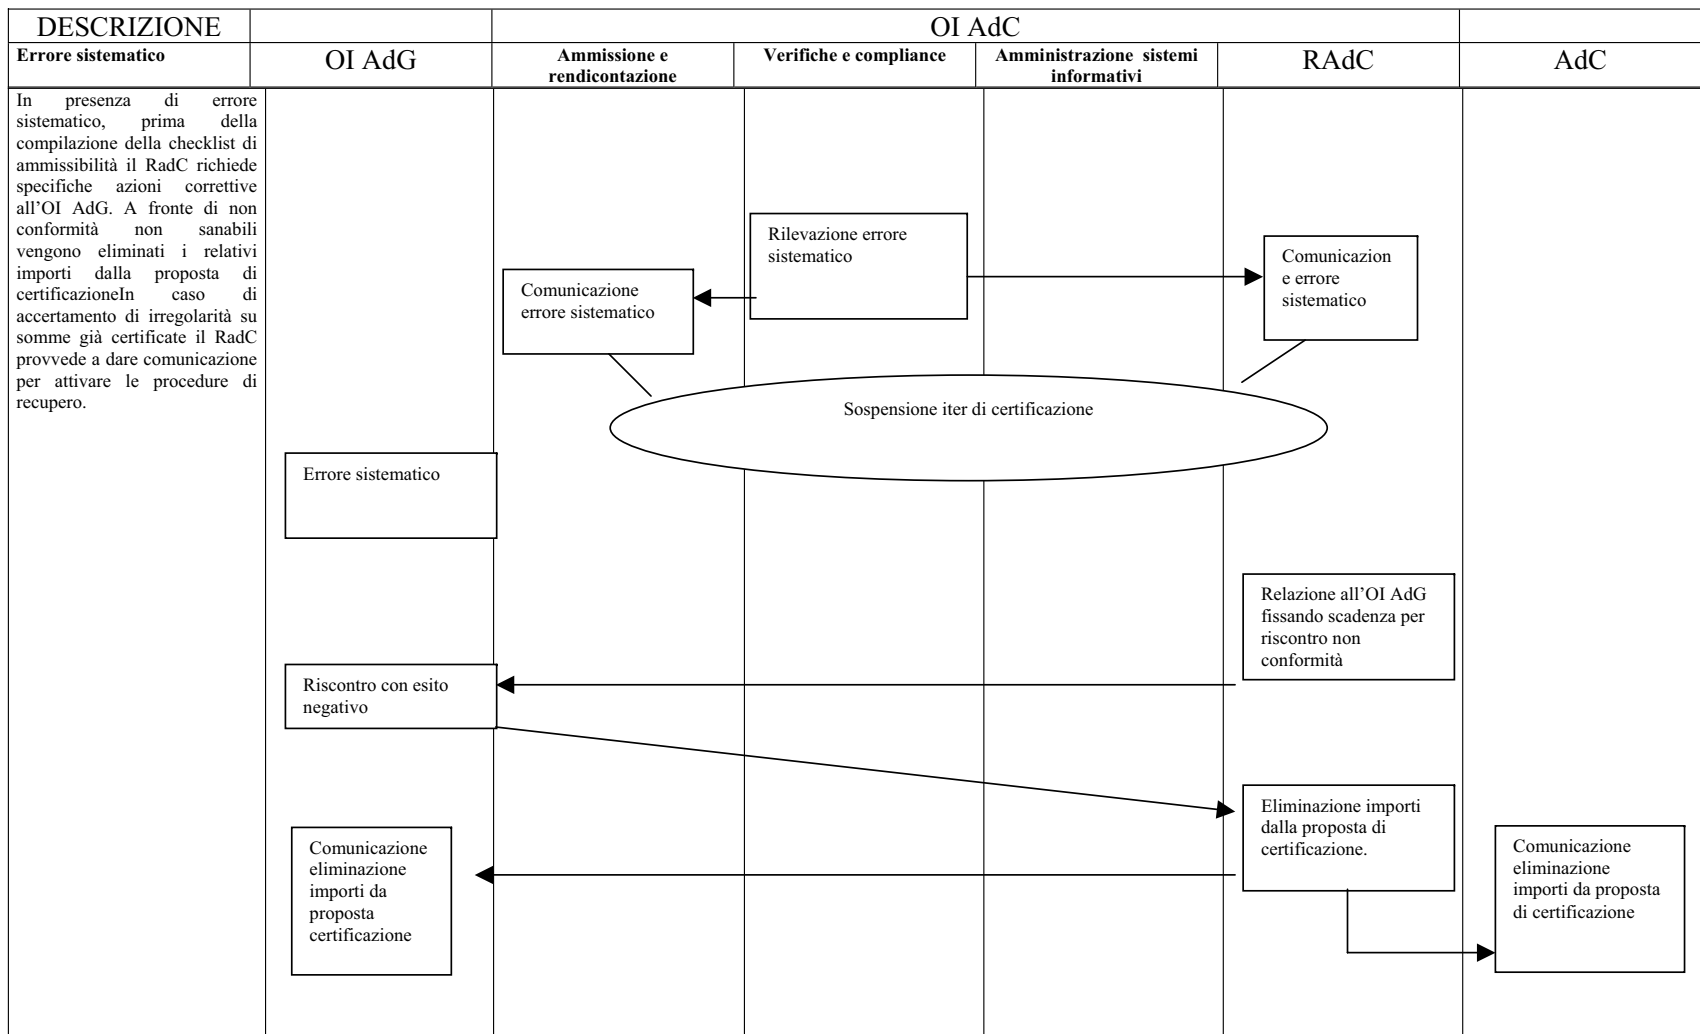 DESCRIZIONE
OI AdC
Errore sistematico
OI AdG
Ammissione e
rendicontazione
Verifiche e compliance
Amministrazione sistemi
informativi
RAdC
AdC
In presenza di errore
sistematico, prima della
compilazione della checklist di
ammissibilità il RadC richiede
specifiche azioni correttive
all’OI AdG. A fronte di non
conformità non sanabili
vengono eliminati i relativi
importi dalla proposta di
certificazioneIn caso di
accertamento di irregolarità su
somme già certificate il RadC
provvede a dare comunicazione
per attivare le procedure di
recupero.
Rilevazione errore
sistematico
Comunicazione
errore sistematico
Comunicazion
e errore
sistematico
Sospensione iter di certificazione
Errore sistematico
Relazione all’OI AdG
fissando scadenza per
riscontro non
conformità
Riscontro con esito
negativo
Eliminazione importi
dalla proposta di
certificazione.
Comunicazione
eliminazione
importi da
proposta
certificazione
Comunicazione
eliminazione
importi da proposta
di certificazione